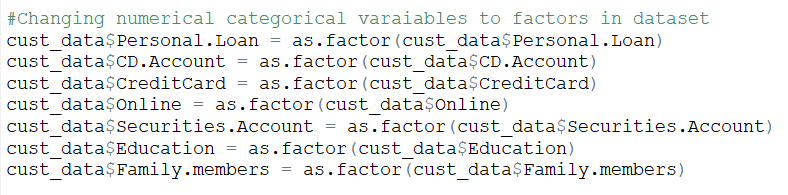 #Changing numerical categorical varaiables to factors in dataset
cust_data$Personal.Loan = as.factor(cust_data$Personal.Loan)
cust_data$CD.Account = as.factor(cust_data$CD.Account)
cust_data$CreditCard = as.factor(cust_data$CreditCard)
cust_data$Online = as.factor(cust_data$Online)
cust_data$Securities.Account = as.factor(cust_data$Securities.Account)
cust_data$Education = as.factor(cust_data$Education)
cust_data$Family.members = as.factor(cust_data$Family.members)